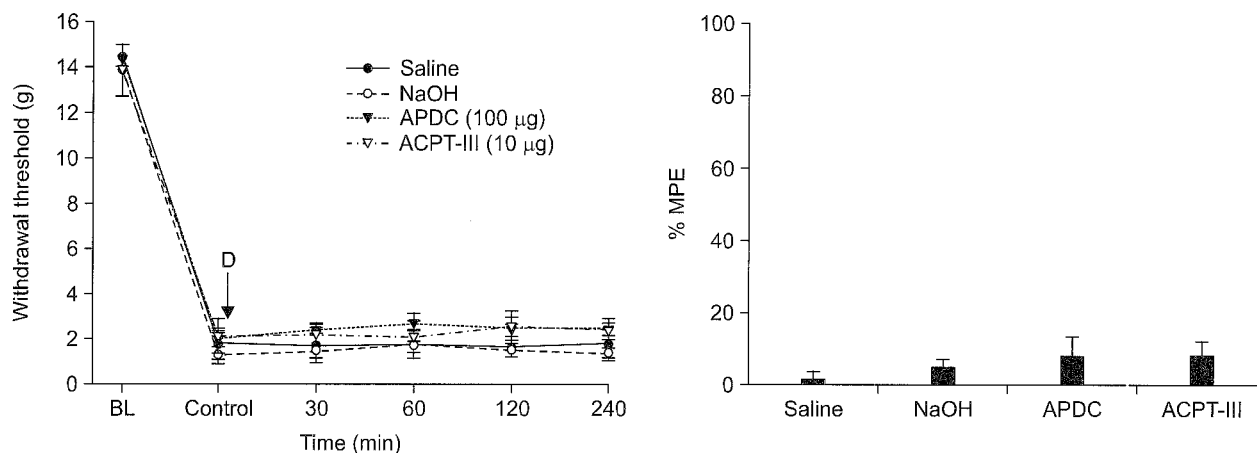 16
14
12
10
8
6
4
2
0
Withdrawal threshold (g)
Saline
NaOH
APDC (100 μg)
ACPT-III (10 μg)
D
BL Control 30 60 120 240
Time (min)
100
80
60
40
20
0
% MPE
Saline NaOH APDC ACPT-III